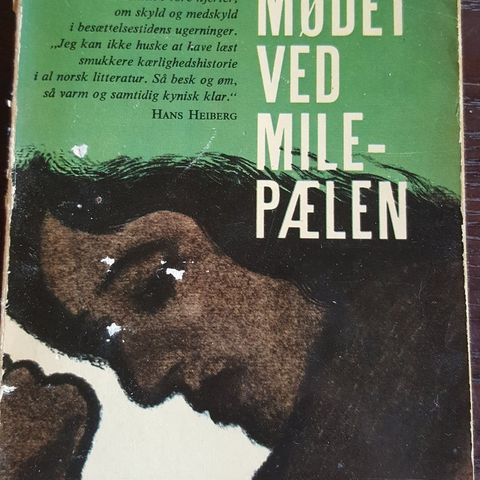 om skyld og medskyld
i besættelsestidens ugerninger.
„Jeg kan ikke huske at have læst
smukkere kærlighedshistorie
i al norsk litteratur. Så besk og øm,
så varm og samtidig kynisk klar.“
HANS HEIBERG
MØDET
VED
MILE-
PÆLEN